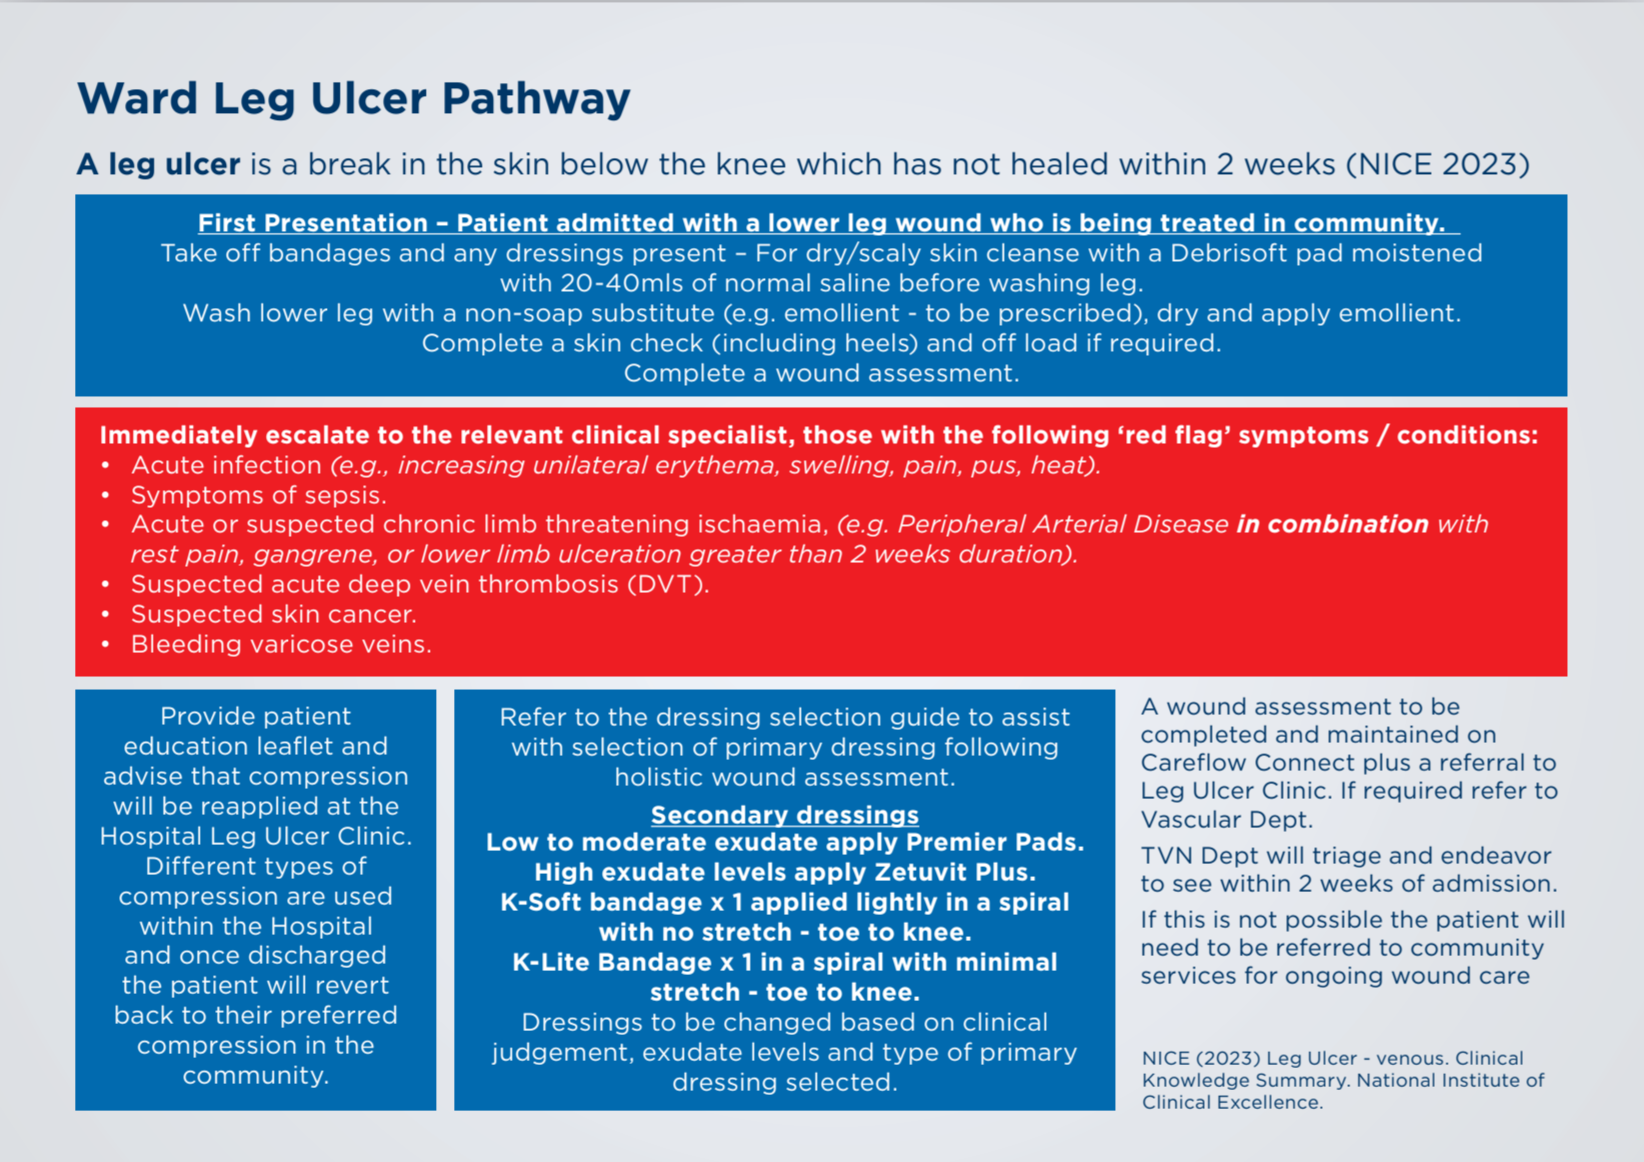 Ward Leg Ulcer Pathway
A leg ulcer is a break in the skin below the knee which has not healed within 2 weeks (NICE 2023)
First Presentation – Patient admitted with a lower leg wound who is being treated in community.
Take off bandages and any dressings present – For dry/scaly skin cleanse with a Debrisoft pad moistened
with 20-40mls of normal saline before washing leg.
Wash lower leg with a non-soap substitute (e.g. emollient - to be prescribed), dry and apply emollient.
Complete a skin check (including heels) and off load if required.
Complete a wound assessment.
Immediately escalate to the relevant clinical specialist, those with the following ‘red flag’ symptoms / conditions:
• Acute infection (e.g., increasing unilateral erythema, swelling, pain, pus, heat).
• Symptoms of sepsis.
• Acute or suspected chronic limb threatening ischaemia, (e.g. Peripheral Arterial Disease in combination with
rest pain, gangrene, or lower limb ulceration greater than 2 weeks duration).
• Suspected acute deep vein thrombosis (DVT).
• Suspected skin cancer.
• Bleeding varicose veins.
Provide patient
education leaflet and
advise that compression
will be reapplied at the
Hospital Leg Ulcer Clinic.
Different types of
compression are used
within the Hospital
and once discharged
the patient will revert
back to their preferred
compression in the
community.
Refer to the dressing selection guide to assist
with selection of primary dressing following
holistic wound assessment.
Secondary dressings
Low to moderate exudate apply Premier Pads.
High exudate levels apply Zetuvit Plus.
K-Soft bandage x 1 applied lightly in a spiral
with no stretch - toe to knee.
K-Lite Bandage x 1 in a spiral with minimal
stretch - toe to knee.
Dressings to be changed based on clinical
judgement, exudate levels and type of primary
dressing selected.
A wound assessment to be
completed and maintained on
Careflow Connect plus a referral to
Leg Ulcer Clinic. If required refer to
Vascular Dept.
TVN Dept will triage and endeavor
to see within 2 weeks of admission.
If this is not possible the patient will
need to be referred to community
services for ongoing wound care
NICE (2023) Leg Ulcer - venous. Clinical
Knowledge Summary. National Institute of
Clinical Excellence.